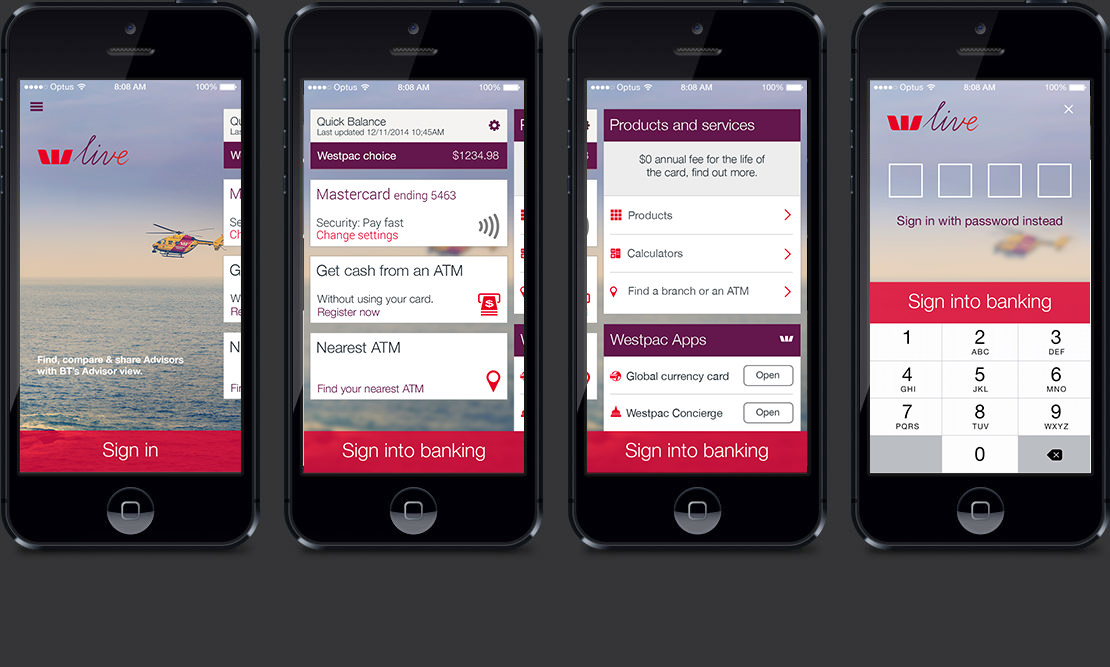 Optus
8:08 AM
100%
live
Find, compare & share Advisors
with BT's Advisor view.
Qu
Las
We
M
Se
Ch
G
W
Re
N
Fin
Sign in
Optus
8:08 AM
100%
Quick Balance
Last updated 12/11/2014 10:45AM
Westpac choice
$1234.98
Mastercard ending 5463
Security: Pay fast
Change settings
Get cash from an ATM
Without using your card.
Register now
Nearest ATM
Find your nearest ATM
Sign into banking
Optus
8:08 AM
100%
Products and services
$0 annual fee for the life of
the card, find out more.
Products
Calculators
Find a branch or an ATM
Westpac Apps
Global currency card
Open
Westpac Concierge
Open
Sign into banking
Optus
8:08 AM
100%
live
Sign in with password instead
Sign into banking
1
2
ABC
3
DEF
4
GHI
5
JKL
6
MNO
7
PQRS
8
TUV
9
WXYZ
0